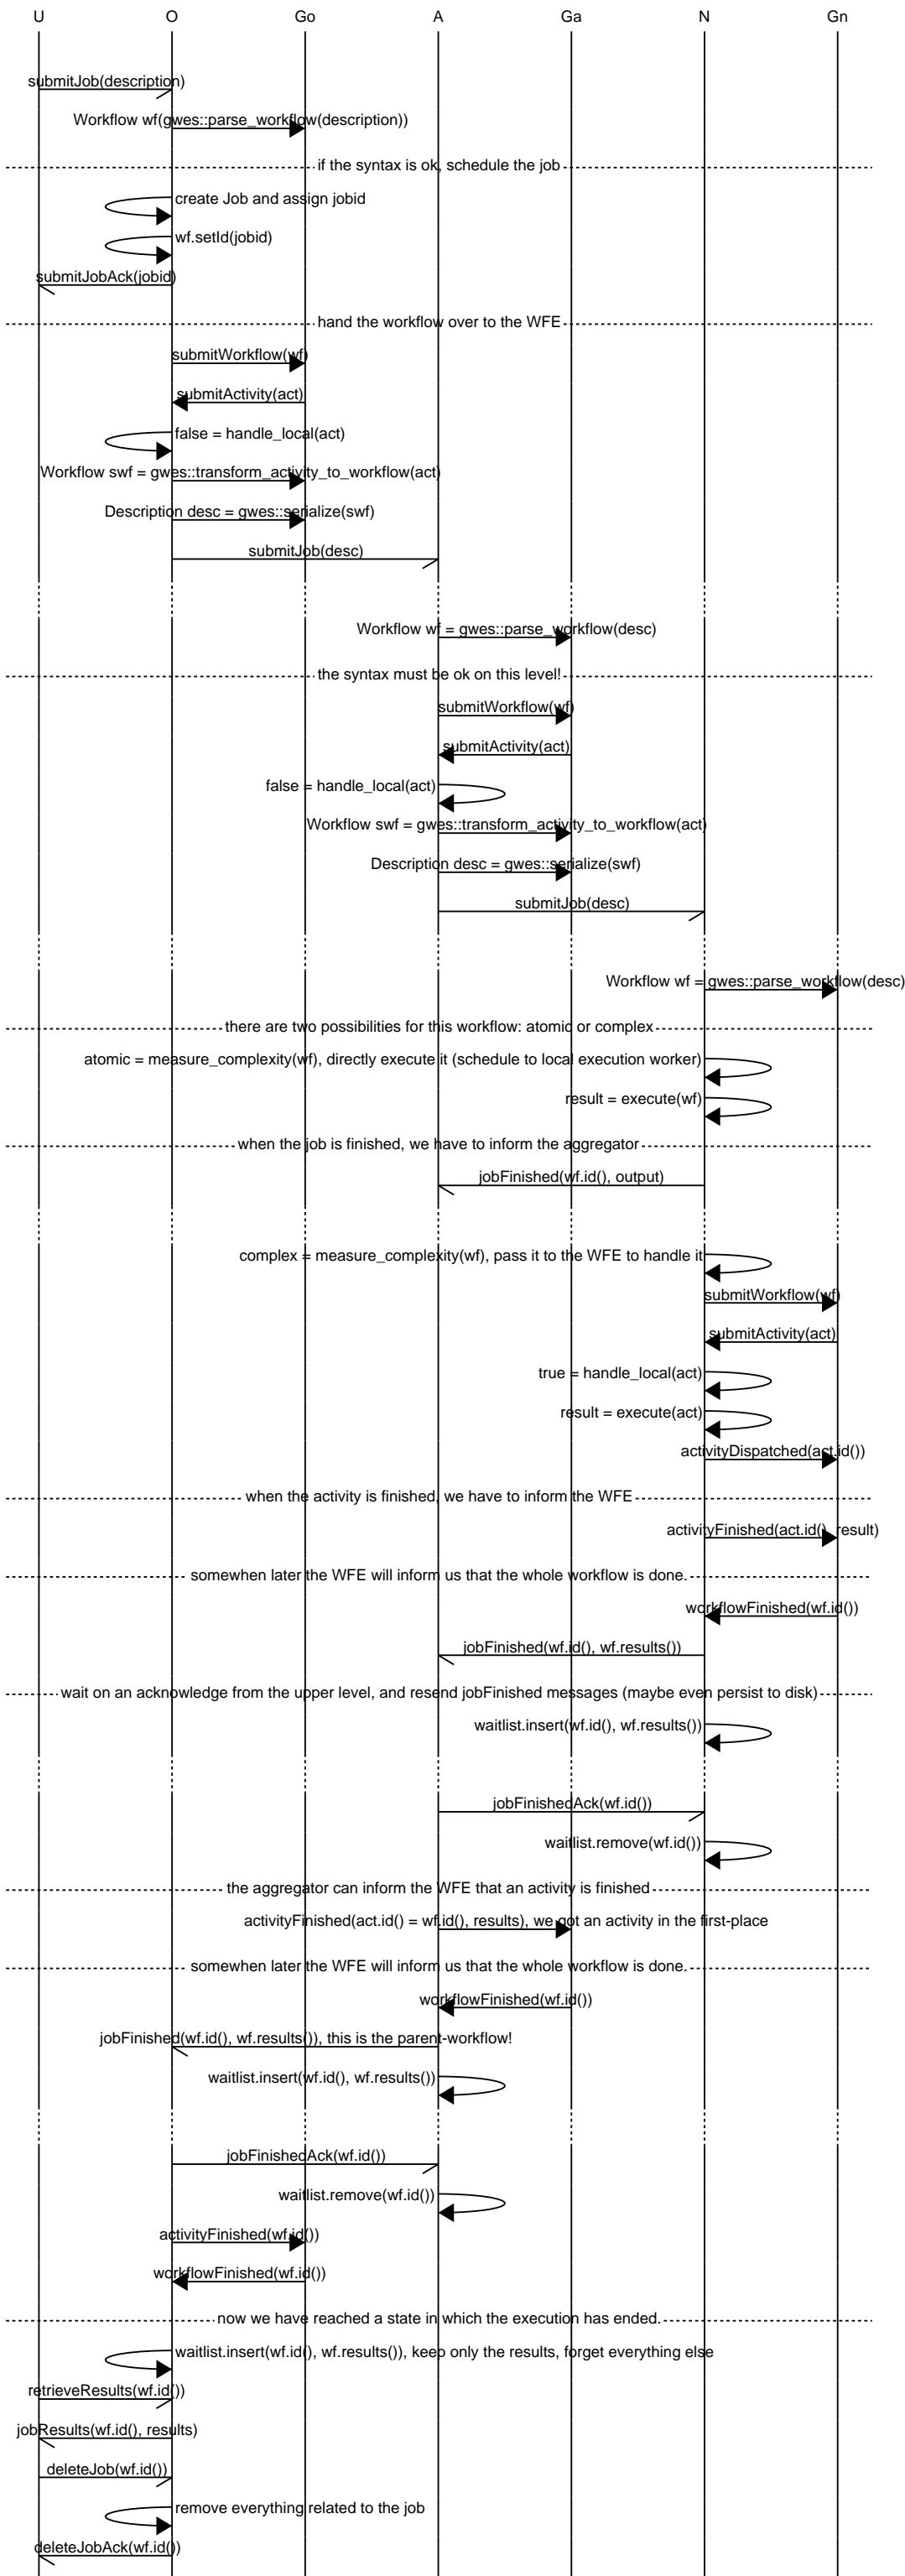 U O Go A Ga N Gn
submitJob(description)
Workflow wf(gwes::parse_workflow(description))
if the syntax is ok, schedule the job
create Job and assign jobid
wf.setId(jobid)
submitJobAck(jobid)
hand the workflow over to the WFE
submitWorkflow(wf)
submitActivity(act)
false = handle_local(act)
Workflow swf = gwes::transform_activity_to_workflow(act)
Description desc = gwes::serialize(swf)
submitJob(desc)
Workflow wf = gwes::parse_workflow(desc)
the syntax must be ok on this level!
submitWorkflow(wf)
submitActivity(act)
false = handle_local(act)
Workflow swf = gwes::transform_activity_to_workflow(act)
Description desc = gwes::serialize(swf)
submitJob(desc)
Workflow wf = gwes::parse_workflow(desc)
there are two possibilities for this workflow: atomic or complex
atomic = measure_complexity(wf), directly execute it (schedule to local execution worker)
result = execute(wf)
when the job is finished, we have to inform the aggregator
jobFinished(wf.id(), output)
complex = measure_complexity(wf), pass it to the WFE to handle it
submitWorkflow(wf)
submitActivity(act)
true = handle_local(act)
result = execute(act)
activityDispatched(act.id())
when the activity is finished, we have to inform the WFE
activityFinished(act.id(), result)
somewhen later the WFE will inform us that the whole workflow is done.
workflowFinished(wf.id())
jobFinished(wf.id(), wf.results())
wait on an acknowledge from the upper level, and resend jobFinished messages (maybe even persist to disk)
waitlist.insert(wf.id(), wf.results())
jobFinishedAck(wf.id())
waitlist.remove(wf.id())
the aggregator can inform the WFE that an activity is finished
activityFinished(act.id() = wf.id(), results), we got an activity in the first-place
somewhen later the WFE will inform us that the whole workflow is done.
workflowFinished(wf.id())
jobFinished(wf.id(), wf.results()), this is the parent-workflow!
waitlist.insert(wf.id(), wf.results())
jobFinishedAck(wf.id())
waitlist.remove(wf.id())
activityFinished(wf.id())
workflowFinished(wf.id())
now we have reached a state in which the execution has ended.
waitlist.insert(wf.id(), wf.results()), keep only the results, forget everything else
retrieveResults(wf.id())
jobResults(wf.id(), results)
deleteJob(wf.id())
remove everything related to the job
deleteJobAck(wf.id())